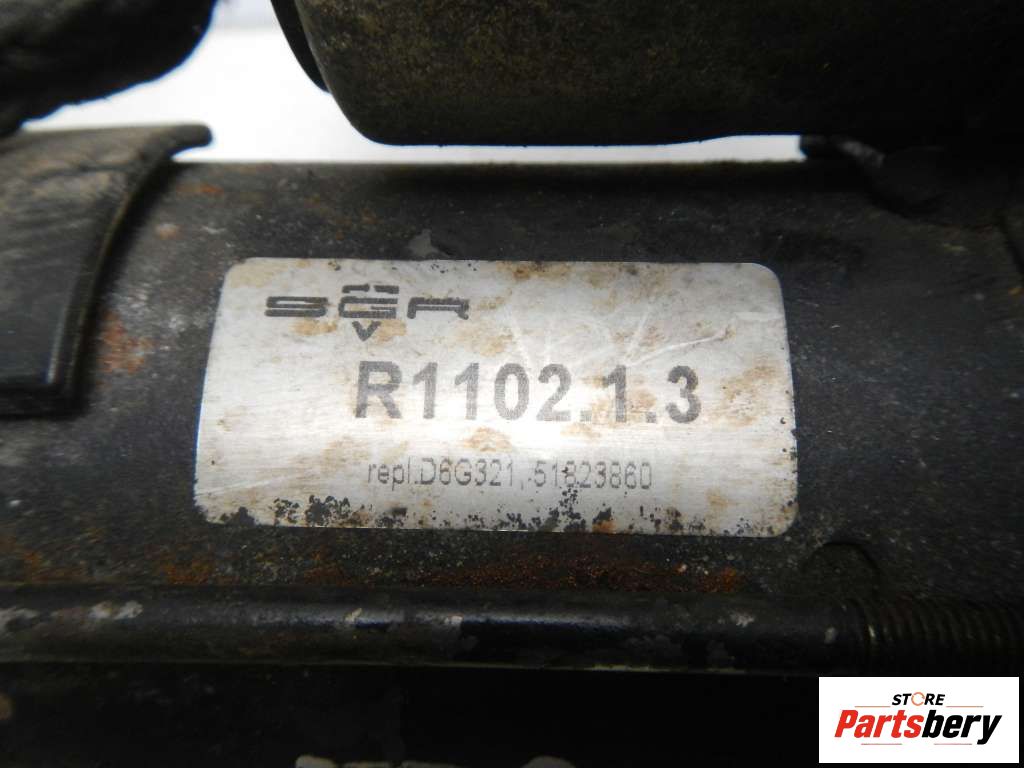 SGR
R1102.1.3
repl.D6G321, 51823860
STORE
Partsbery